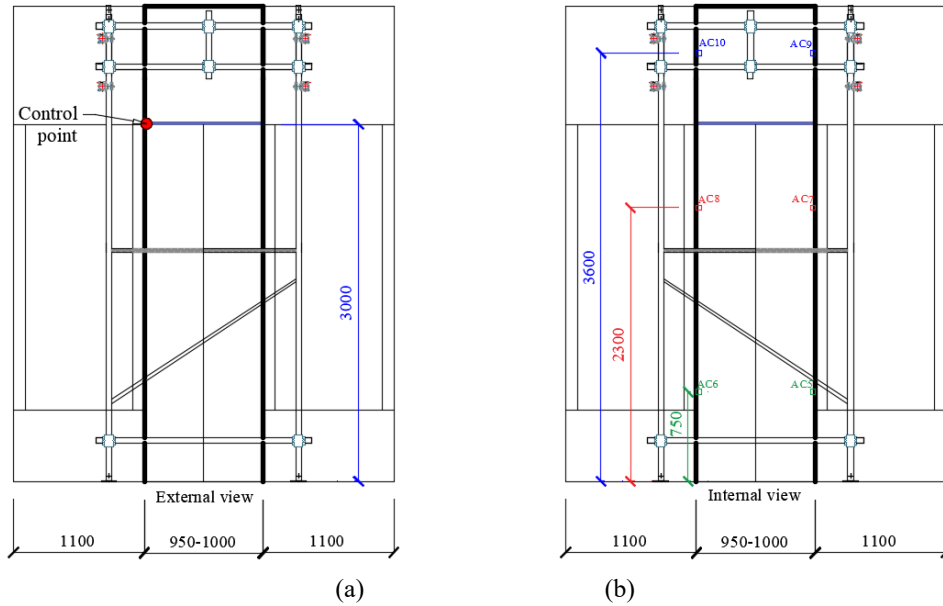 Control
point
3000
External view
1100
950-1000
1100
(a)
AC10
AC9
AC8
AC7
3600
2300
AC6
AC5
750
Internal view
1100
950-1000
1100
(b)